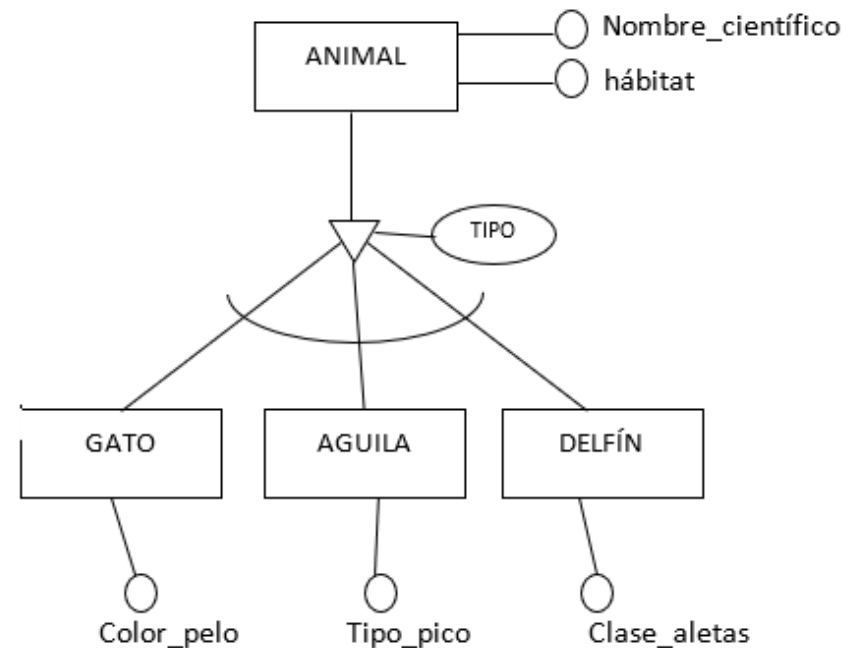 Nombre_científico
ANIMAL
hábitat
TIPO
GATO
AGUILA
DELFÍN
Color_pelo
Tipo_pico
Clase_aletas